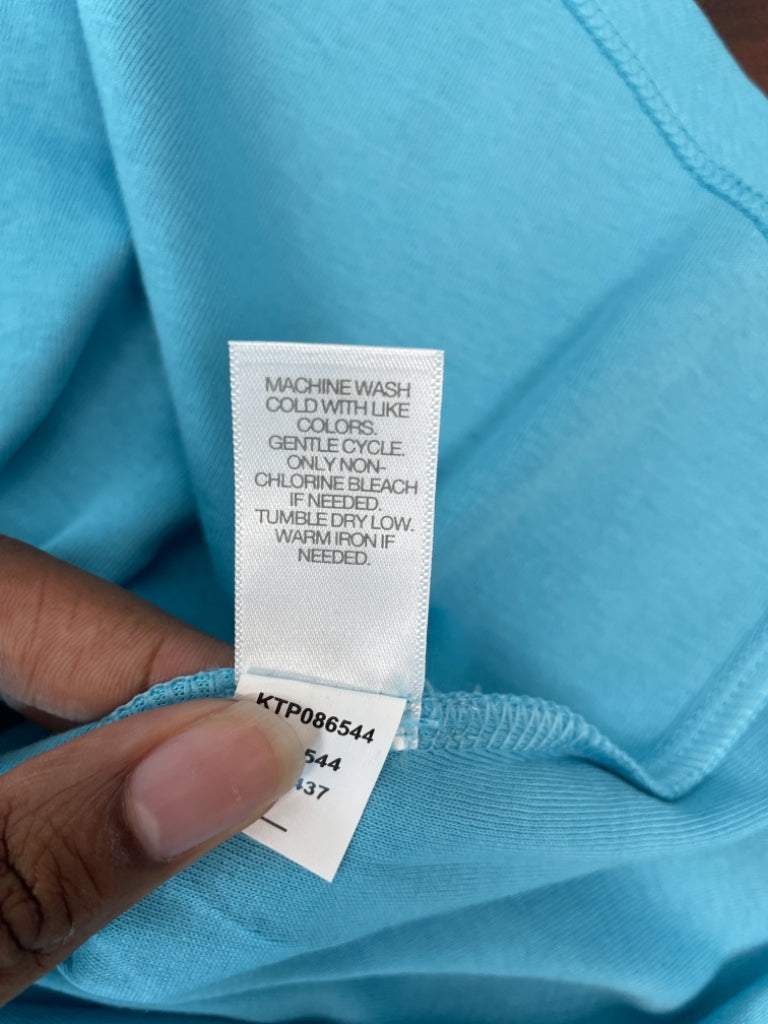 MACHINE WASH
COLD WITH LIKE
COLORS.
GENTLE CYCLE.
ONLY NON-
CHLORINE BLEACH
IF NEEDED.
TUMBLE DRY LOW.
WARM IRON IF
NEEDED.
KTP086544
544
437